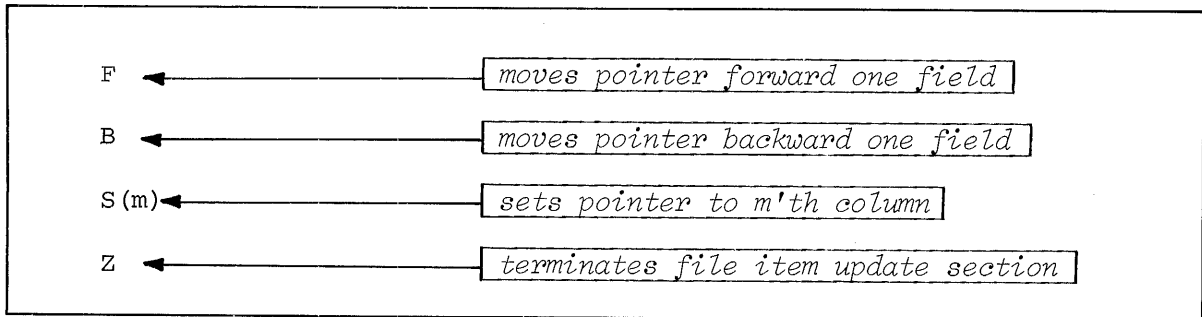 F moves pointer forward one field
B moves pointer backward one field
S(m) sets pointer to m'th column
Z terminates file item update section